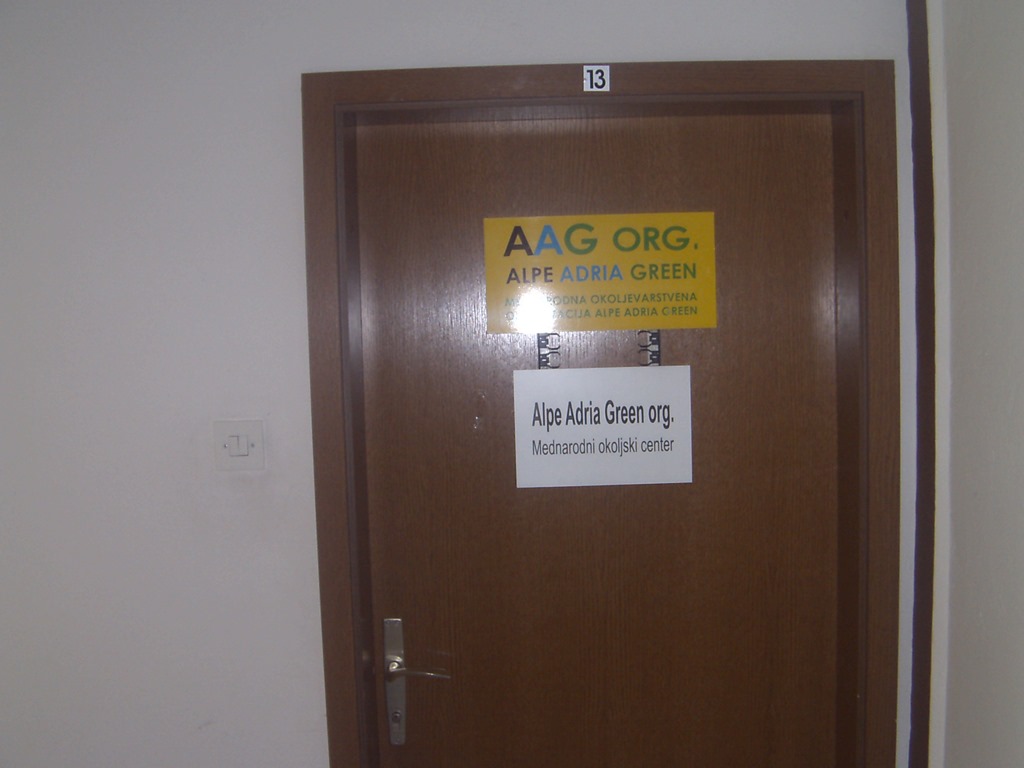 13
AAG ORG.
ALPE ADRIA GREEN
OKOLJEVARSTVENA
ALPE ADRIA GREEN
Alpe Adria Green org.
Mednarodni okoljski center